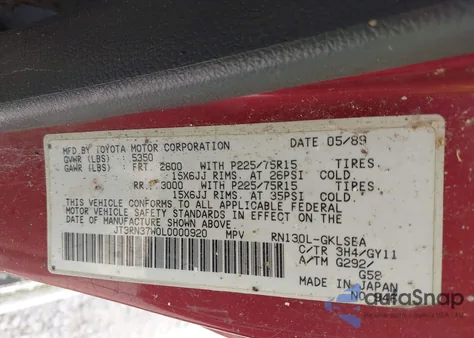 MFD.BY TOYOTA MOTOR CORPORATION DATE 05/89
GVWR (LBS) 5350
GAWR (LBS) FRT. 2600 WITH P225/75R15 TIRES,
15X6JJ RIMS, AT 26PSI COLD.
RR. 3000 WITH P225/75R15 TIPES
15X6JJ RIMS. AT 35PSI COLD.
THIS VEHICLE CONFORMS TO ALL APPLICABLE FEDERAL
MOTOR VEHICLE SAFETY STANDARDS IN EFFECT ON THE
DATE OF MANUFACTURE SHOWN ABOVE.
JT3RN37W0L0000920 MPV RN130L-GKLSEA
C/TR 3H4/GY11
A/TM G292/
G58
MADE IN JAPAN
NO.
carfaSnap